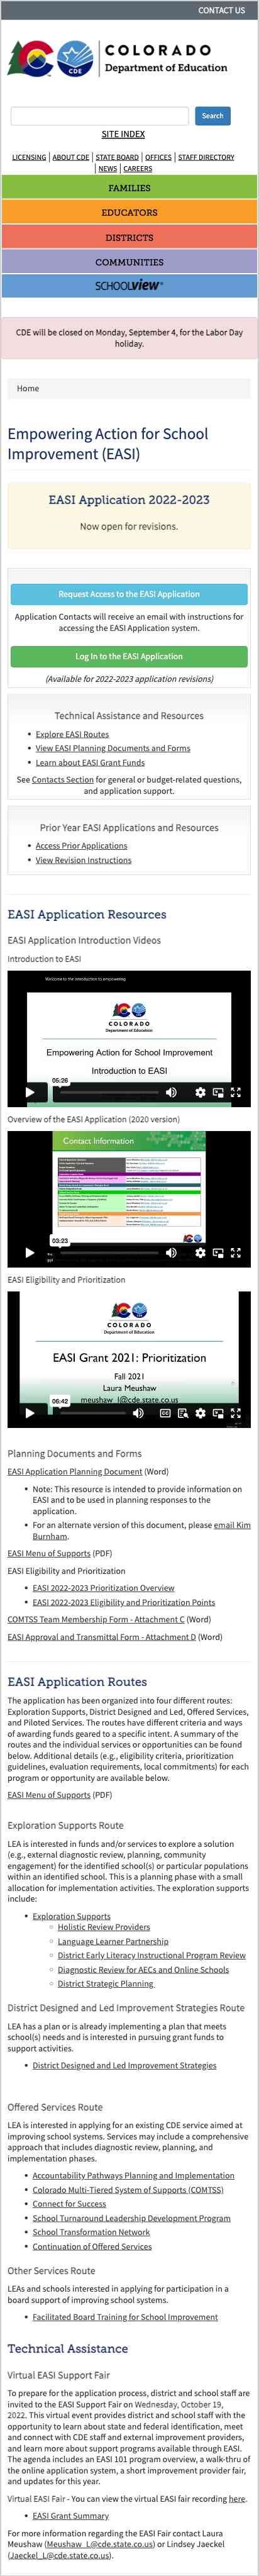 CONTACT US
COLORADO
Department of Education
CDE
Search
SITE INDEX
LICENSING | ABOUT CDE | STATE BOARD | OFFICES | STAFF DIRECTORY
| NEWS | CAREERS
FAMILIES
EDUCATORS
DISTRICTS
COMMUNITIES
SCHOOLVIEW
CDE will be closed on Monday, September 4, for the Labor Day
holiday.
Home
Empowering Action for School
Improvement (EASI)
EASI Application 2022-2023
Now open for revisions.
Request Access to the EASI Application
Application Contacts will receive an email with instructions for
accessing the EASI Application system.
Log In to the EASI Application
(Available for 2022-2023 application revisions)
Technical Assistance and Resources
• Explore EASI Routes
• View EASI Planning Documents and Forms
• Learn about EASI Grant Funds
See Contacts Section for general or budget-related questions,
and application support.
Prior Year EASI Applications and Resources
• Access Prior Applications
• View Revision Instructions
EASI Application Resources
EASI Application Introduction Videos
Introduction to EASI
Welcome to the introduction to empowering
COLORADO
Department of Education
Empowering Action for School Improvement
Introduction to EASI
05:26
Overview of the EASI Application (2020 version)
Contact Information
03:23
EASI Eligibility and Prioritization
COLORADO
Department of Education
EASI Grant 2021: Prioritization
Fall 2021
Laura Meushaw
meushaw_l@cde.state.co.us
06:42
Planning Documents and Forms
EASI Application Planning Document (Word)
• Note: This resource is intended to provide information on
EASI and to be used in planning responses to the
application.
• For an alternate version of this document, please email Kim
Burnham.
EASI Menu of Supports (PDF)
EASI Eligibility and Prioritization
• EASI 2022-2023 Prioritization Overview
• EASI 2022-2023 Eligibility and Prioritization Points
COMTSS Team Membership Form - Attachment C (Word)
EASI Approval and Transmittal Form - Attachment D (Word)
EASI Application Routes
The application has been organized into four different routes:
Exploration Supports, District Designed and Led, Offered Services,
and Piloted Services. The routes have different criteria and ways
of awarding funds geared to a specific intent. A summary of the
routes and the individual services or opportunities can be found
below. Additional details (e.g., eligibility criteria, prioritization
guidelines, evaluation requirements, local commitments) for each
program or opportunity are available below.
EASI Menu of Supports (PDF)
Exploration Supports Route
LEA is interested in funds and/or services to explore a solution
(e.g., external diagnostic review, planning, community
engagement) for the identified school(s) or particular populations
within an identified school. This is a planning phase with a small
allocation for implementation activities. The exploration supports
include:
• Exploration Supports
◦ Holistic Review Providers
◦ Language Learner Partnership
◦ District Early Literacy Instructional Program Review
◦ Diagnostic Review for AECs and Online Schools
◦ District Strategic Planning
District Designed and Led Improvement Strategies Route
LEA has a plan or is already implementing a plan that meets
school(s) needs and is interested in pursuing grant funds to
support activities.
• District Designed and Led Improvement Strategies
Offered Services Route
LEA is interested in applying for an existing CDE service aimed at
improving school systems. Services may include a comprehensive
approach that includes diagnostic review, planning, and
implementation phases.
• Accountability Pathways Planning and Implementation
• Colorado Multi-Tiered System of Supports (COMTSS)
• Connect for Success
• School Turnaround Leadership Development Program
• School Transformation Network
• Continuation of Offered Services
Other Services Route
LEAs and schools interested in applying for participation in a
board support of improving school systems.
• Facilitated Board Training for School Improvement
Technical Assistance
Virtual EASI Support Fair
To prepare for the application process, district and school staff are
invited to the EASI Support Fair on Wednesday, October 19,
2022. This virtual event provides district and school staff with the
opportunity to learn about state and federal identification, meet
and connect with CDE staff and external improvement providers,
and learn more about support programs available through EASI.
The agenda includes an EASI 101 program overview, a walk-thru of
the online application system, a short improvement provider fair,
and updates for this year.
Virtual EASI Fair - You can view the virtual EASI fair recording here.
• EASI Grant Summary
For more information regarding the EASI Fair contact Laura
Meushaw (Meushaw_L@cde.state.co.us) or Lindsey Jaeckel
(Jaeckel_L@cde.state.co.us).